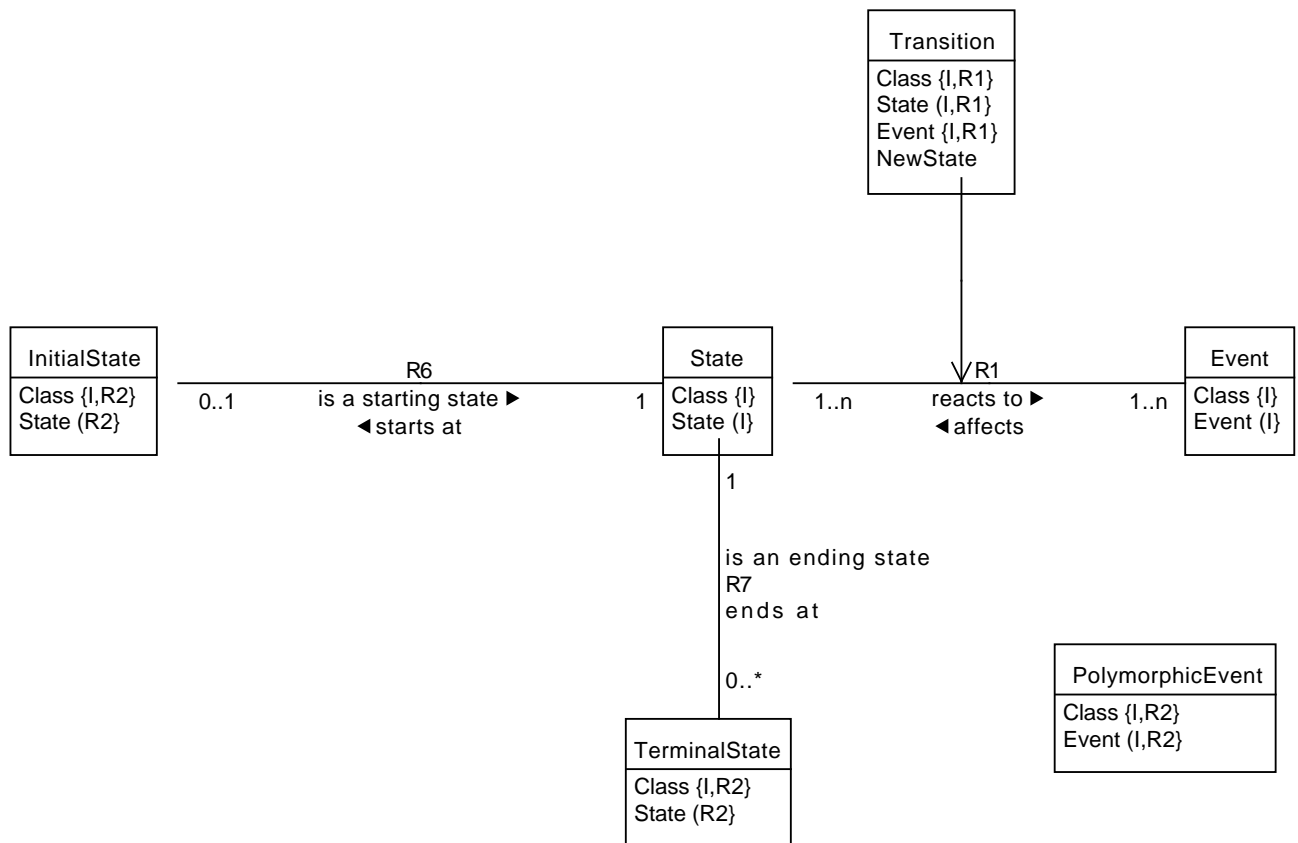 Transition
Class {I,R1}
State (I,R1}
Event {I,R1}
NewState
InitialState
Class {I,R2}
State (R2}
R6
0..1
is a starting state ▶
1
◀ starts at
State
Class {I}
State (I}
R1
1..n
reacts to ▶
1..n
◀ affects
Event
Class {I}
Event (I}
1
is an ending state
R7
ends at
0..*
PolymorphicEvent
Class {I,R2}
Event (I,R2}
TerminalState
Class {I,R2}
State (R2}